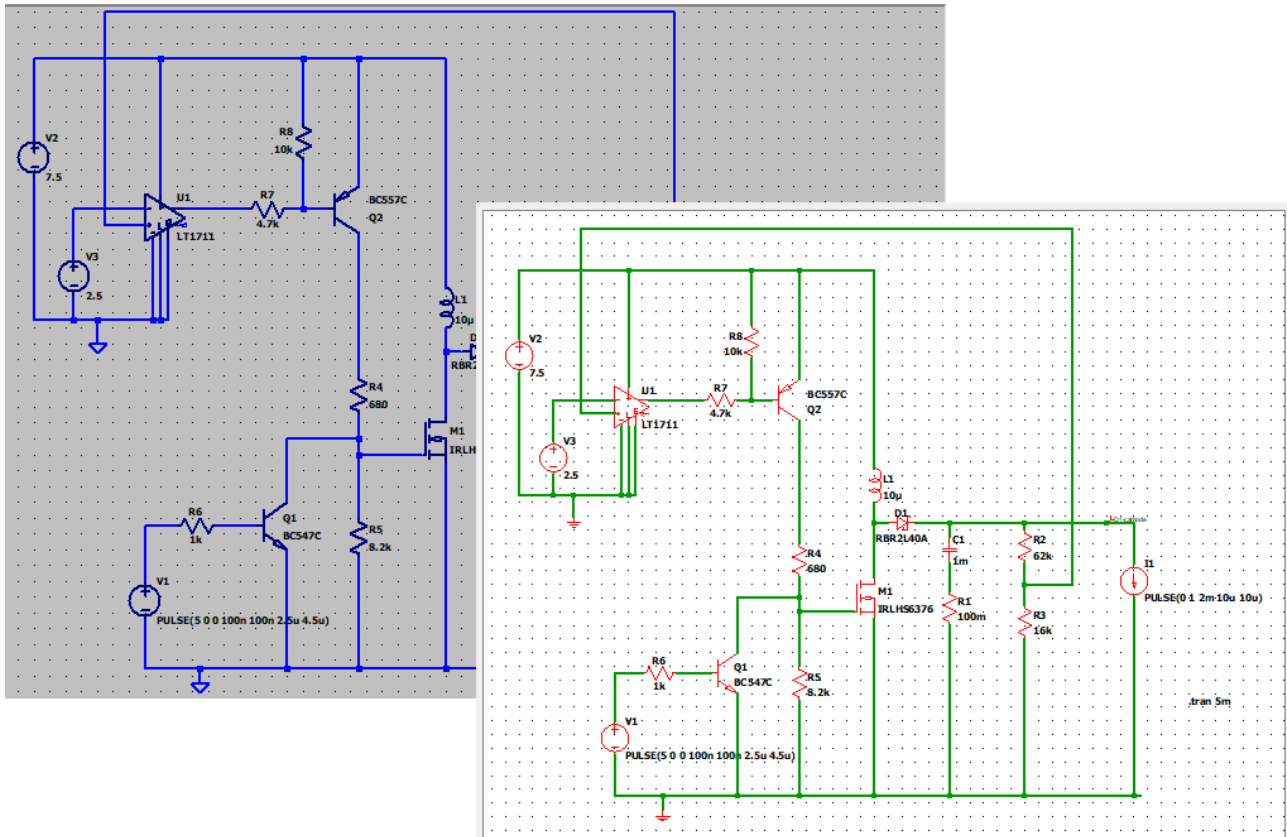 V2
7.5
R8
10k
BC557C
Q2
U1
LT1711
R7
4.7k
V3
2.5
L1
10µ
D
RBR2
R4
680
M1
IRLH
R6
1k
Q1
BC547C
R5
8.2k
V1
PULSE(5 0 0 100n 100n 2.5u 4.5u)
V2
7.5
R8
10k
BC557C
Q2
U1
LT1711
R7
4.7k
V3
2.5
L1
10µ
D1
RBR2L40A
C1
1m
R2
62k
I1
PULSE(0 1 2m 10u 10u)
R4
680
M1
IRLHS6376
R1
100m
R3
16k
R6
1k
Q1
BC547C
R5
8.2k
V1
PULSE(5 0 0 100n 100n 2.5u 4.5u)
.tran 5m